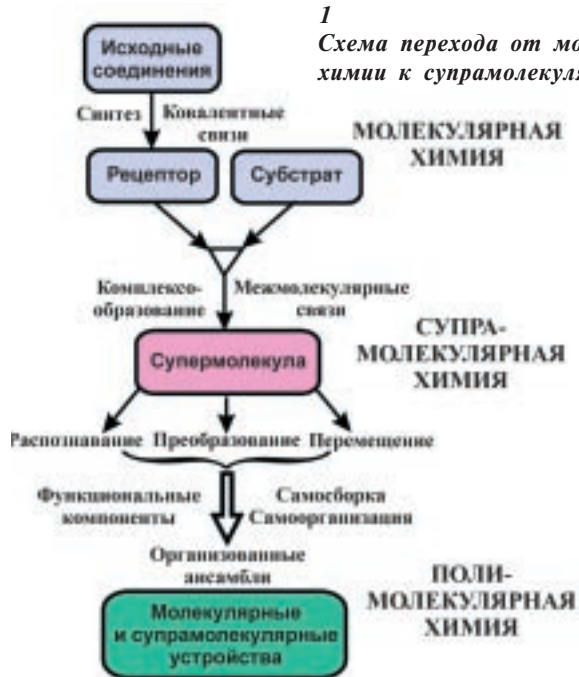 1
Схема перехода от мо
химии к супрамолекуля
Исходные
соединения
Синтез Ковалентные
связи
МОЛЕКУЛЯРНАЯ
ХИМИЯ
Рецептор Субстрат
Комплексо-
образование
Межмолекулярные
связи
СУПРА-
МОЛЕКУЛЯРНАЯ
ХИМИЯ
Супермолекула
Распознавание Преобразование Перемещение
Функциональные
компоненты
Самосборка
Самоорганизация
Организованные
ансамбли
ПОЛИ-
МОЛЕКУЛЯРНАЯ
ХИМИЯ
Молекулярные
и супрамолекулярные
устройства